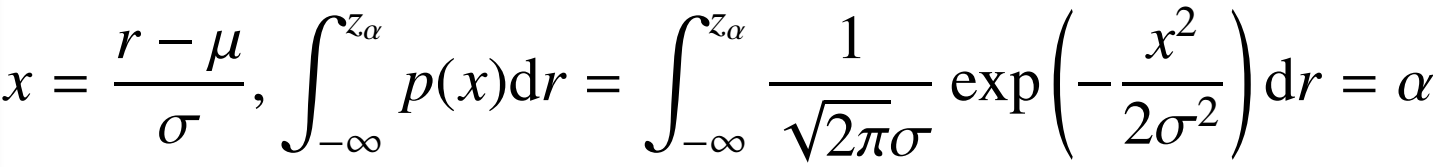 x = \frac{r - \mu}{\sigma}, \int_{-\infty}^{z_\alpha} p(x)\mathrm{d}r = \int_{-\infty}^{z_\alpha} \frac{1}{\sqrt{2\pi}\sigma} \exp\left(-\frac{x^2}{2\sigma^2}\right)\mathrm{d}r = \alpha